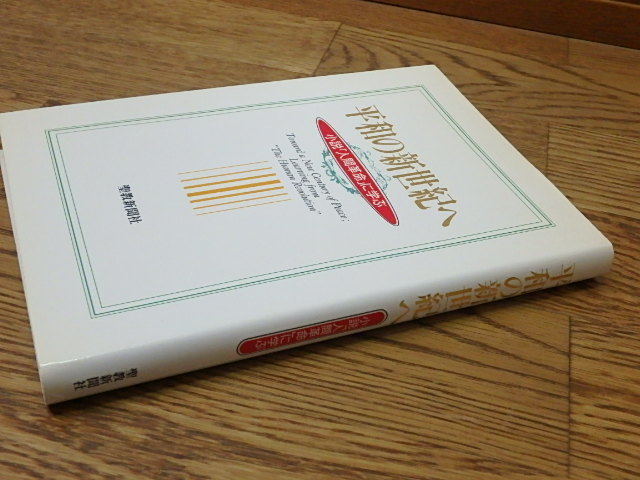 平和の新世紀へ
小説「人間革命」に学ぶ
Toward a New Century of Peace;
Learning from
"The Human Revolution"
聖教新聞社
平和の新世紀へ
小説「人間革命」に学ぶ
聖教新聞社